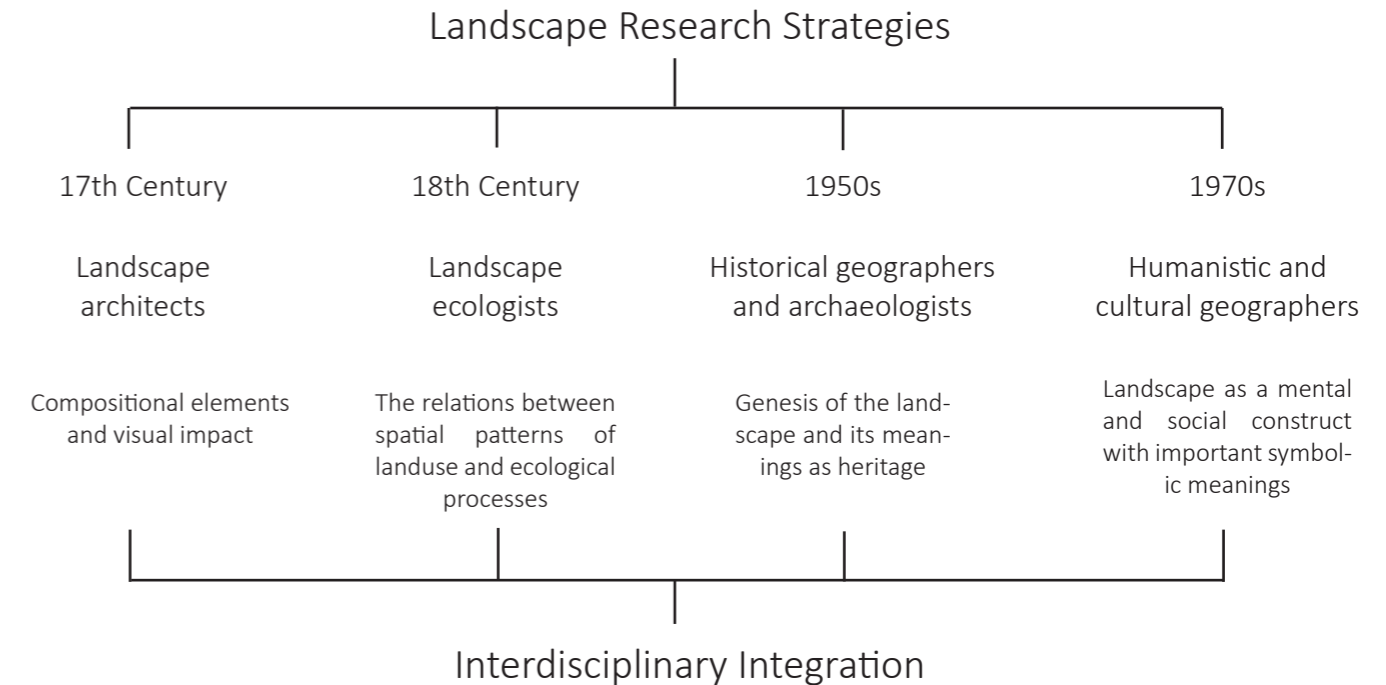 Landscape Research Strategies
17th Century
18th Century
1950s
1970s
Landscape
architects
Landscape
ecologists
Historical geographers
and archaeologists
Humanistic and
cultural geographers
Compositional elements
and visual impact
The relations between
spatial patterns of
landuse and ecological
processes
Genesis of the land-
scape and its mean-
ings as heritage
Landscape as a mental
and social construct
with important symbol-
ic meanings
Interdisciplinary Integration